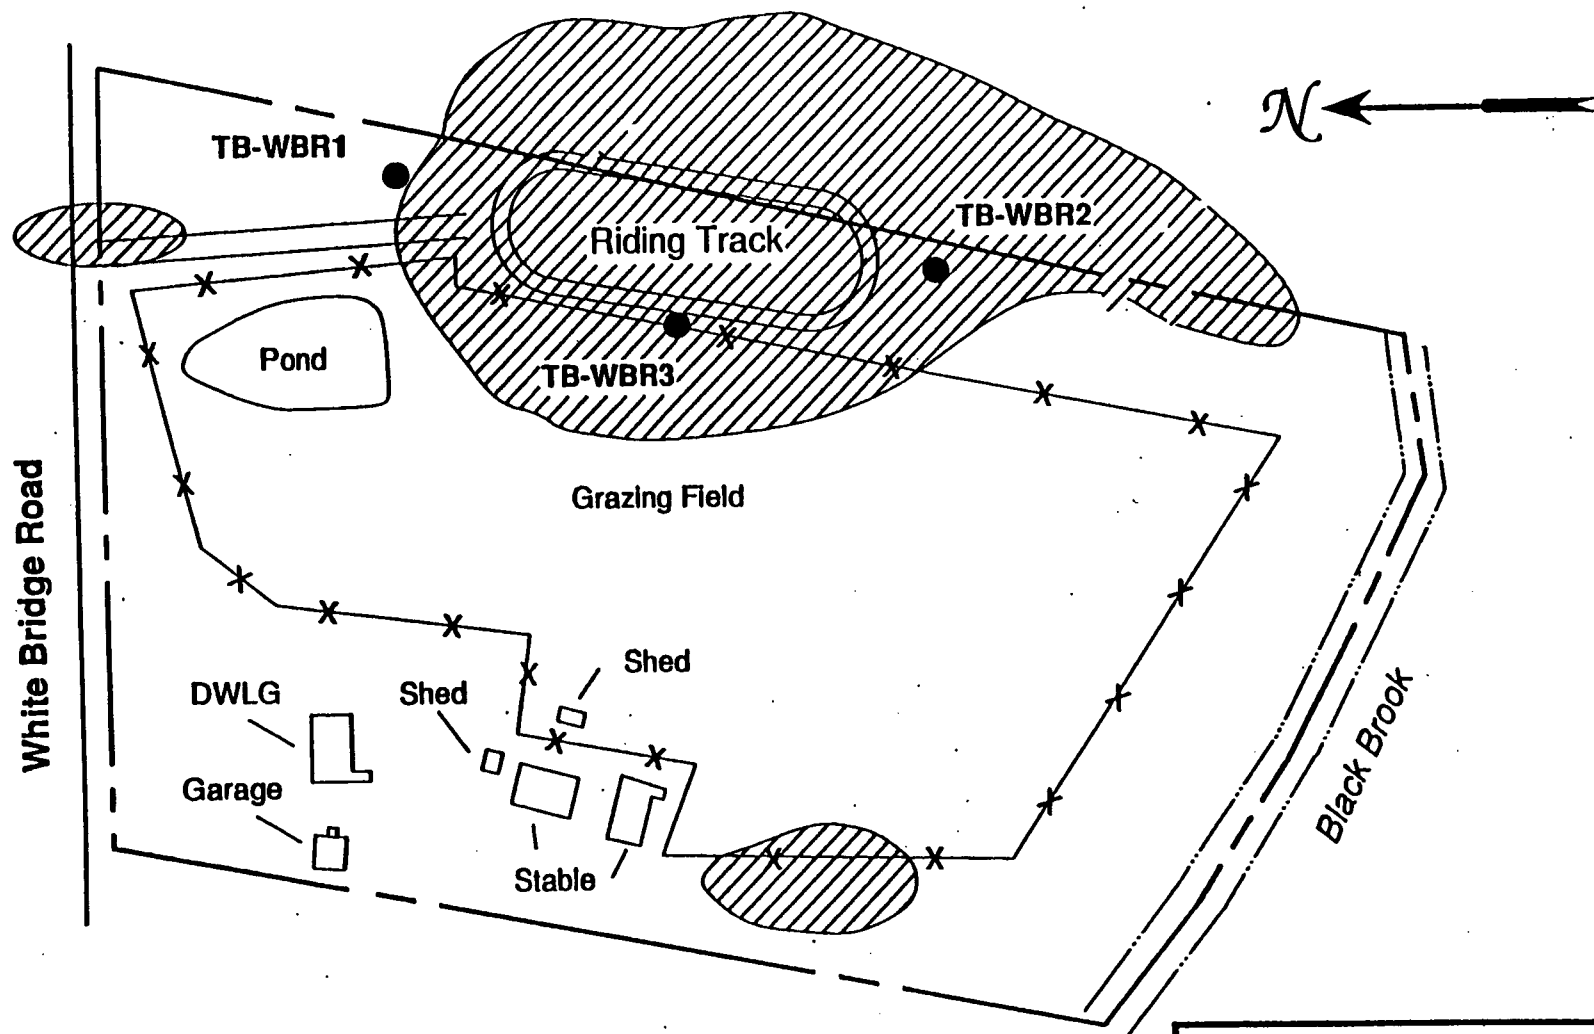 N
TB-WBR1
TB-WBR2
Riding Track
Pond
TB-WBR3
Grazing Field
White Bridge Road
Shed
DWLG
Shed
Garage
Black Brook
Stable